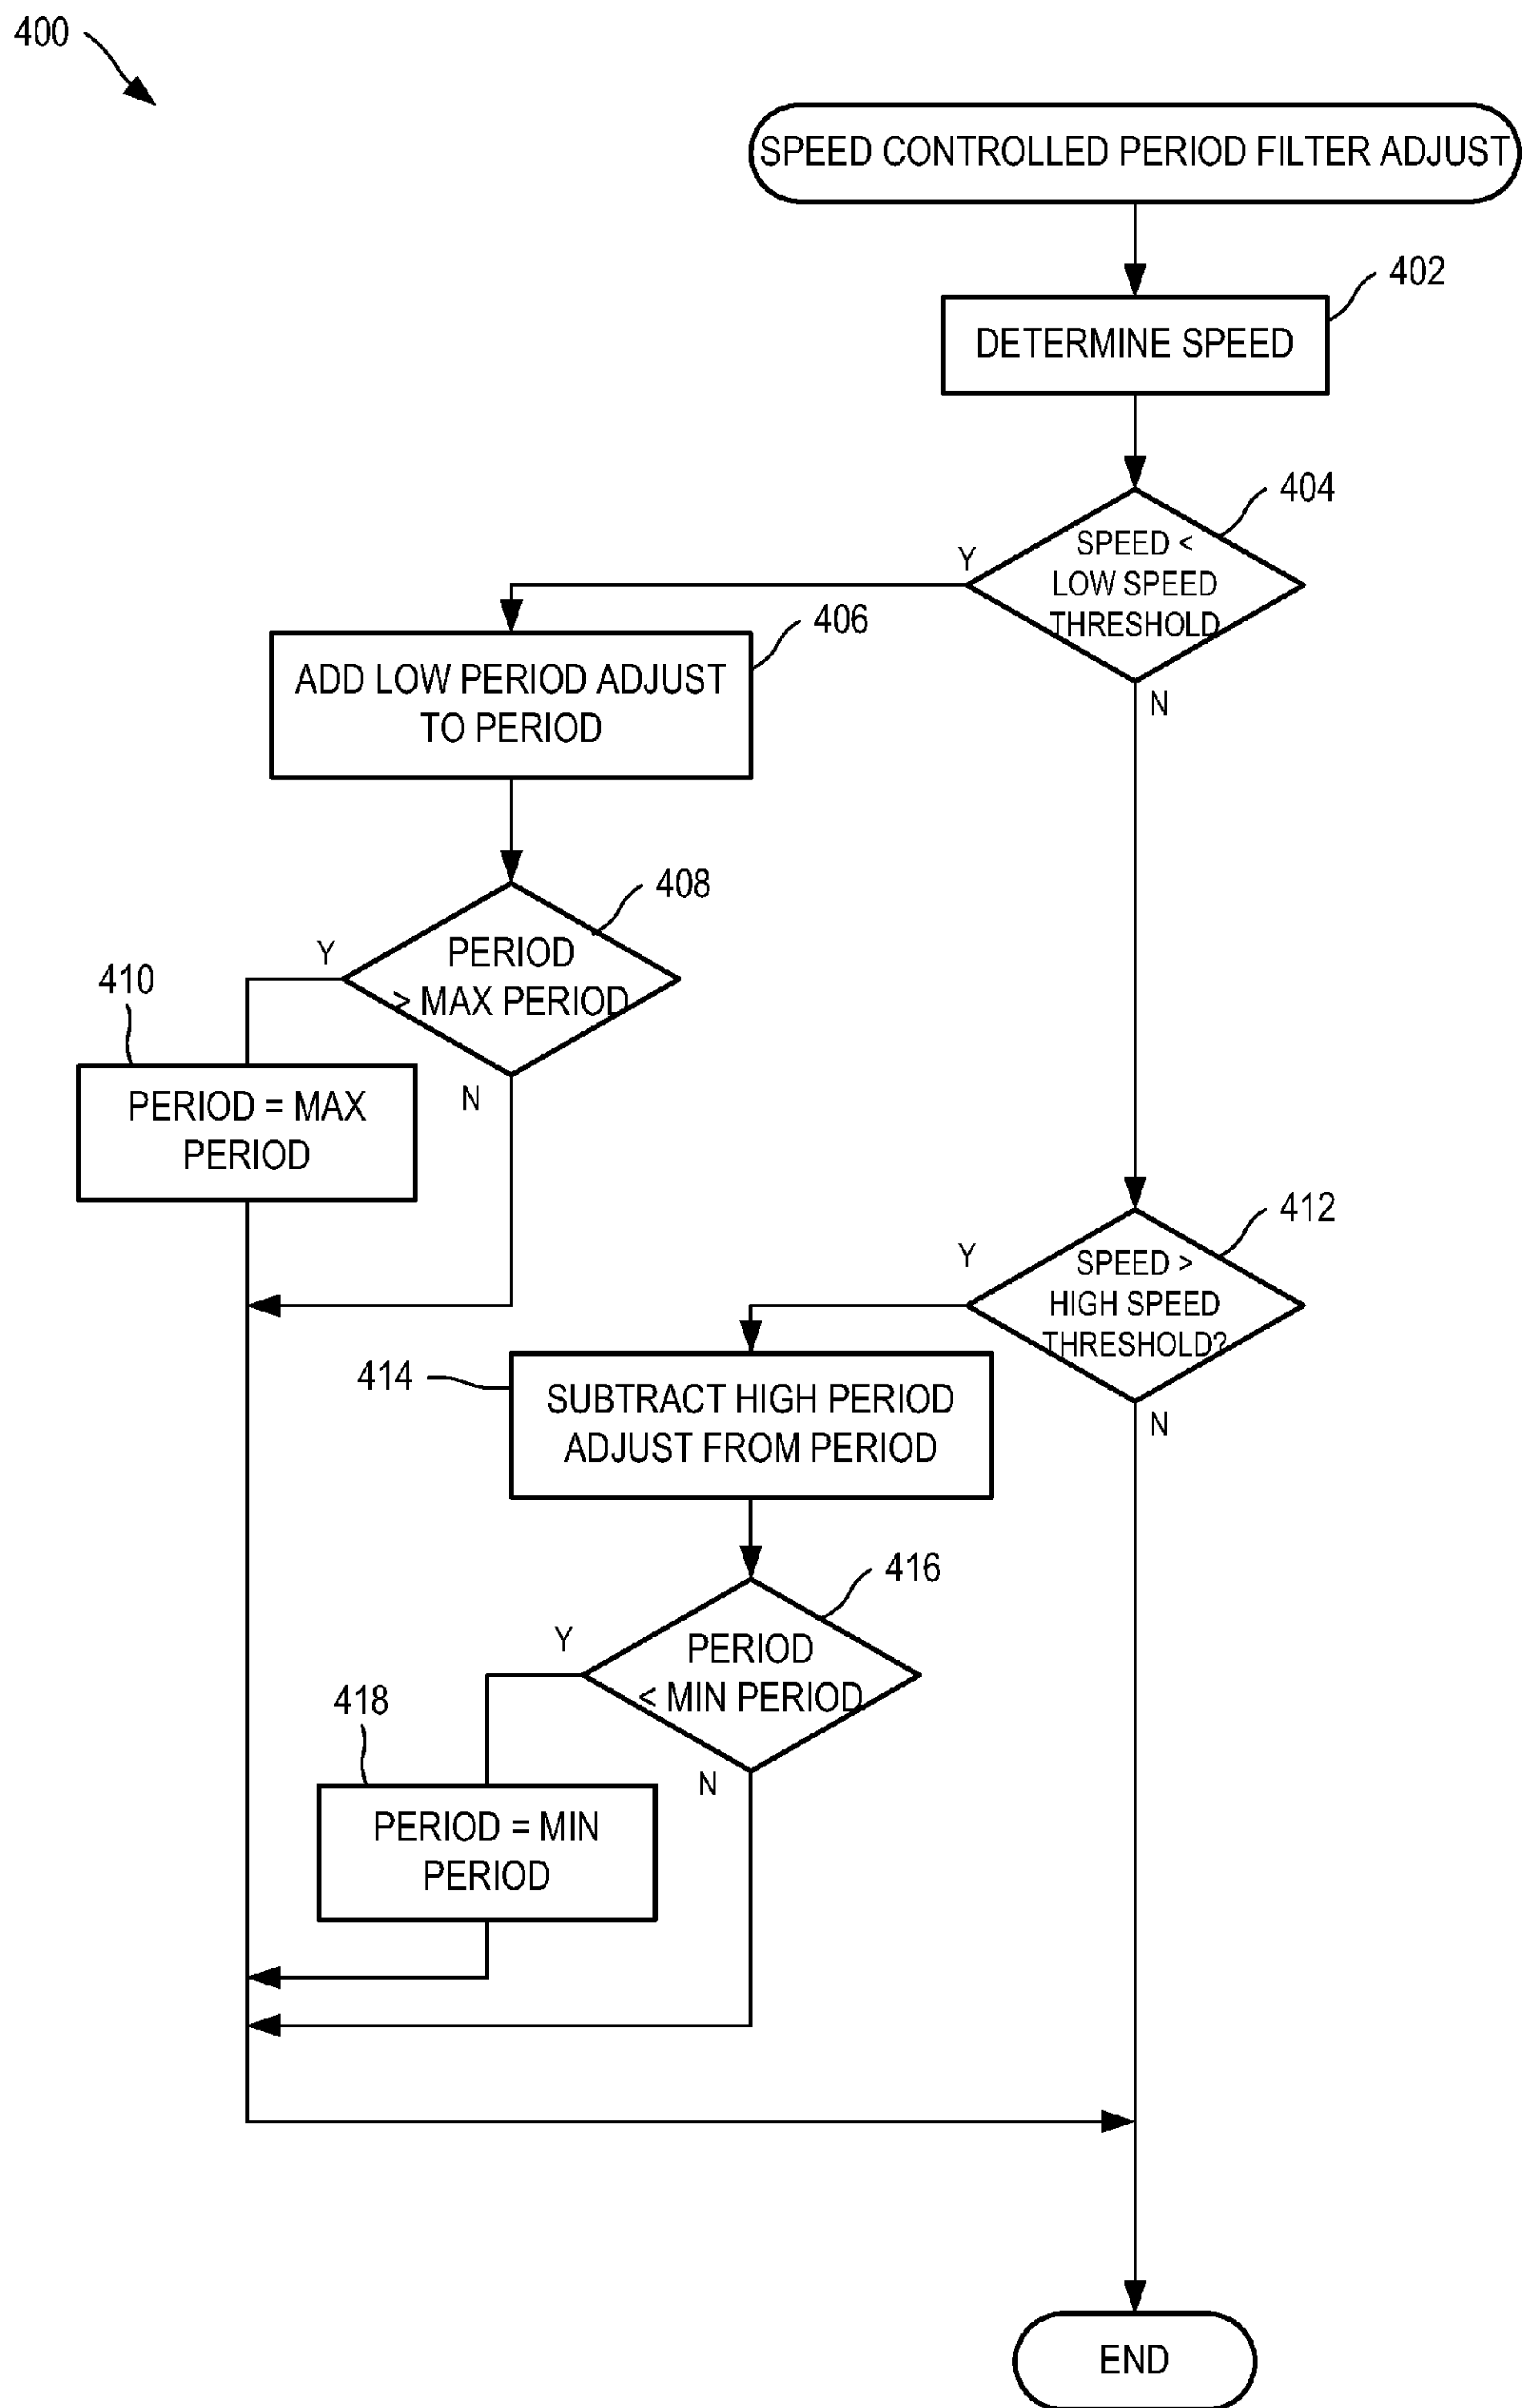 400
SPEED CONTROLLED PERIOD FILTER ADJUST
402
DETERMINE SPEED
404
SPEED <
LOW SPEED
THRESHOLD
Y
N
406
ADD LOW PERIOD ADJUST
TO PERIOD
408
PERIOD
> MAX PERIOD
Y
N
410
PERIOD = MAX
PERIOD
412
SPEED >
HIGH SPEED
THRESHOLD?
Y
N
414
SUBTRACT HIGH PERIOD
ADJUST FROM PERIOD
416
PERIOD
< MIN PERIOD
Y
N
418
PERIOD = MIN
PERIOD
END